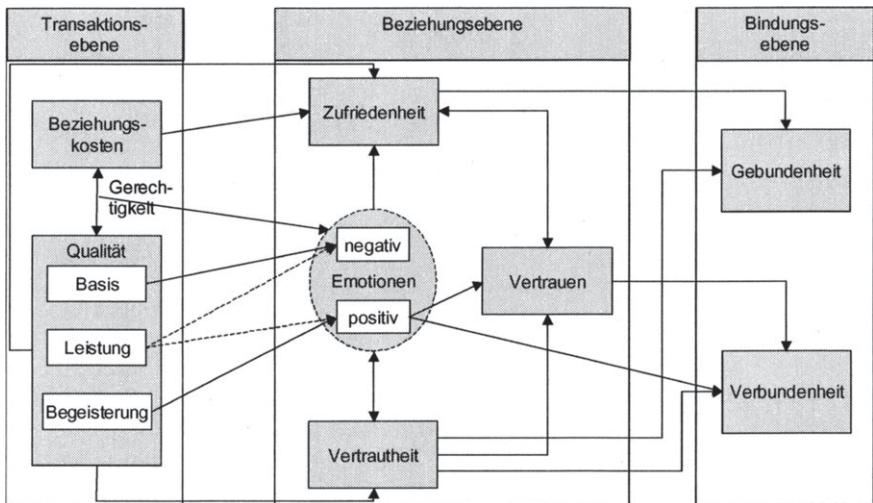 Transaktions-
ebene
Beziehungsebene
Bindungs-
ebene
Beziehungs-
kosten
Gerech-
tigkeit
Qualität
Basis
Leistung
Begeisterung
Zufriedenheit
negativ
Emotionen
positiv
Vertrauen
Vertrautheit
Gebundenheit
Verbundenheit